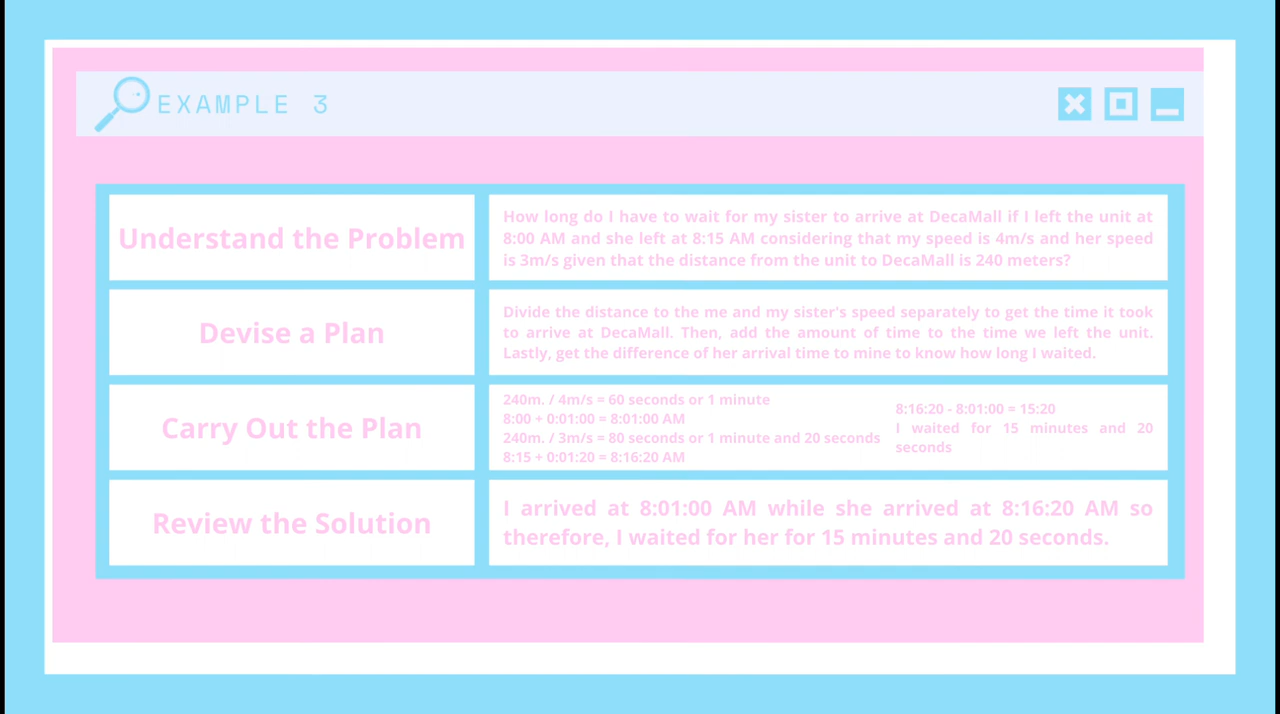 EXAMPLE 3
Understand the Problem
How long do I have to wait for my sister to arrive at DecaMall if I left the unit at
8:00 AM and she left at 8:15 AM considering that my speed is 4m/s and her speed
is 3m/s given that the distance from the unit to DecaMall is 240 meters?
Devise a Plan
Divide the distance to the me and my sister's speed separately to get the time it took
to arrive at DecaMall. Then, add the amount of time to the time we left the unit.
Lastly, get the difference of her arrival time to mine to know how long I waited.
Carry Out the Plan
240m. / 4m/s = 60 seconds or 1 minute
8:00 + 0:01:00 = 8:01:00 AM
240m. / 3m/s = 80 seconds or 1 minute and 20 seconds
8:15 + 0:01:20 = 8:16:20 AM
8:16:20 - 8:01:00 = 15:20
I waited for 15 minutes and 20
seconds
Review the Solution
I arrived at 8:01:00 AM while she arrived at 8:16:20 AM so
therefore, I waited for her for 15 minutes and 20 seconds.